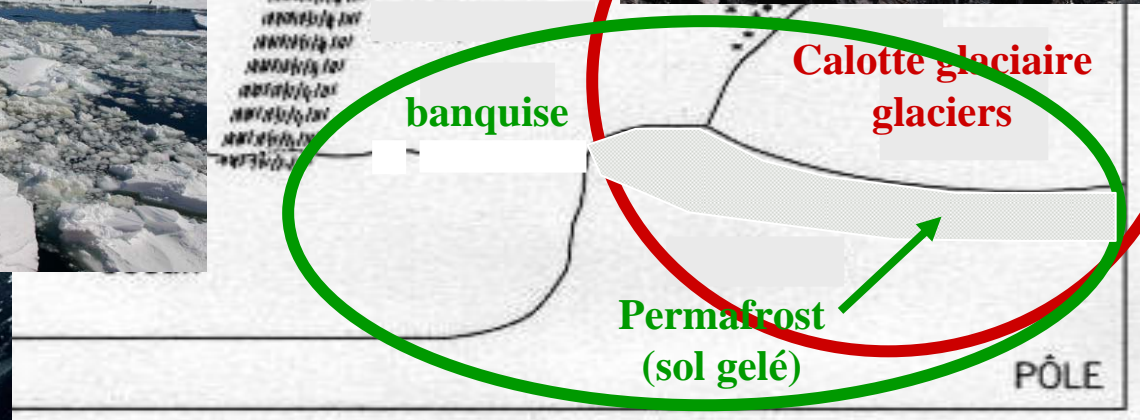 Calotte glaciaire
glaciers
banquise
Permafrost
(sol gelé)
PÔLE